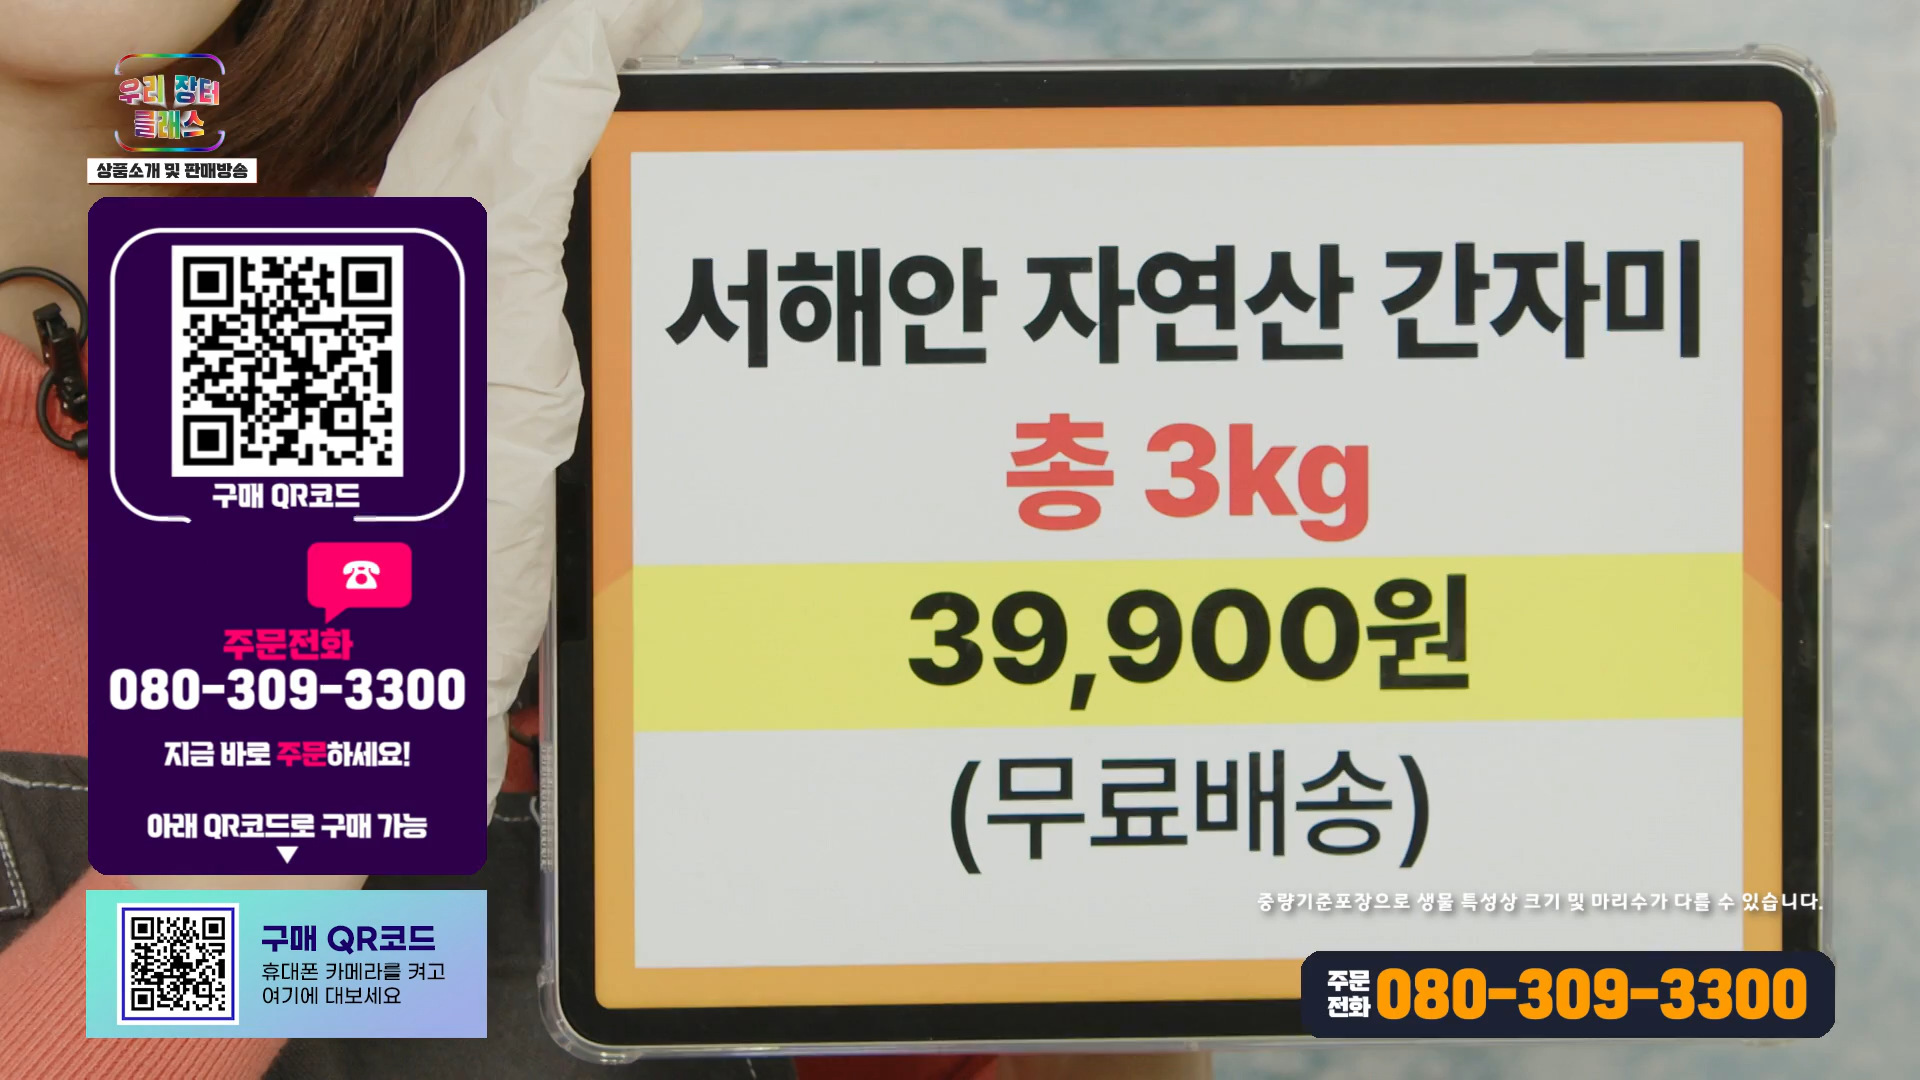 우리 장터
클래스
상품소개 및 판매방송
구매 QR코드
주문전화
080-309-3300
지금 바로 주문하세요!
아래 QR코드로 구매 가능
구매 QR코드
휴대폰 카메라를 켜고
여기에 대보세요
서해안 자연산 간자미
총 3kg
39,900원
(무료배송)
중량기준포장으로 생물 특성상 크기 및 마리수가 다를 수 있습니다.
주문
전화
080-309-3300